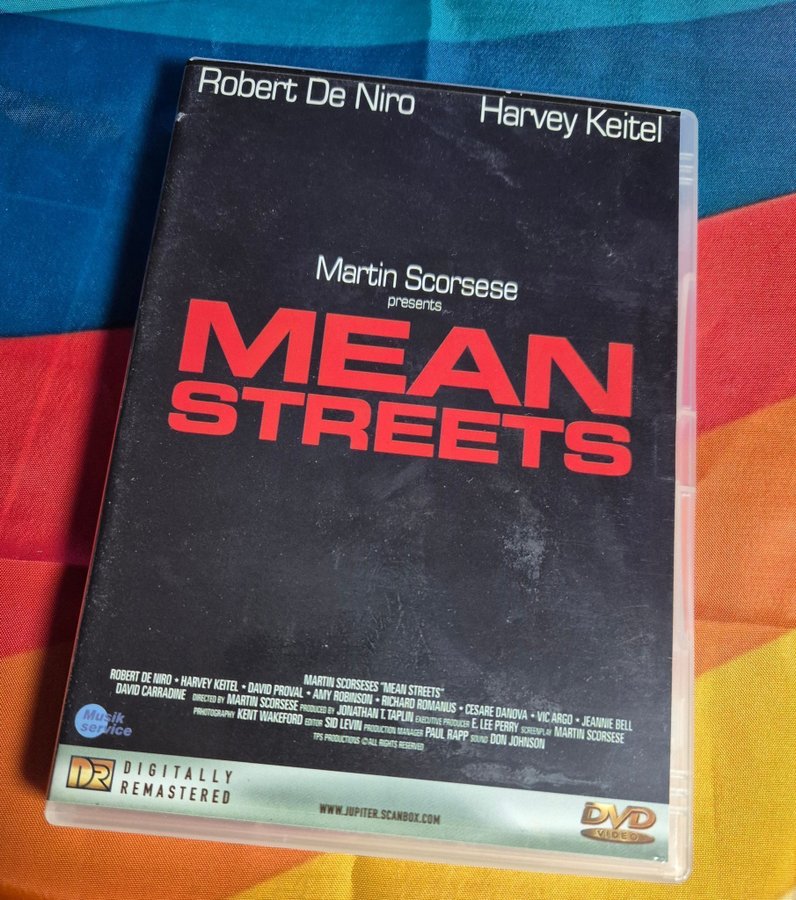 Robert De Niro Harvey Keitel
Martin Scorsese
presents
MEAN
STREETS
MARTIN SCORSESES "MEAN STREETS"
ROBERT DE NIRO • HARVEY KEITEL • DAVID PROVAL • AMY ROBINSON • RICHARD ROMANUS • CESARE DANOVA • VIC ARGO • JEANNIE BELL
DAVID CARRADINE DIRECTED BY MARTIN SCORSESE PRODUCED BY JONATHAN T. TAPLIN EXECUTIVE PRODUCER E. LEE PERRY SCREENPLAY MARTIN SCORSESE
PRHOTOGRAPHY KENT WAKEFORD EDITOR SID LEVIN PRODUCTION MANAGER PAUL RAPP SOUND DON JOHNSON
TPS PRODUCTIONS © ALL RIGHTS RESERVED
Musik
service
DR DIGITALLY
REMASTERED
WWW.JUPITER.SCANBOX.COM
DVD
VIDEO